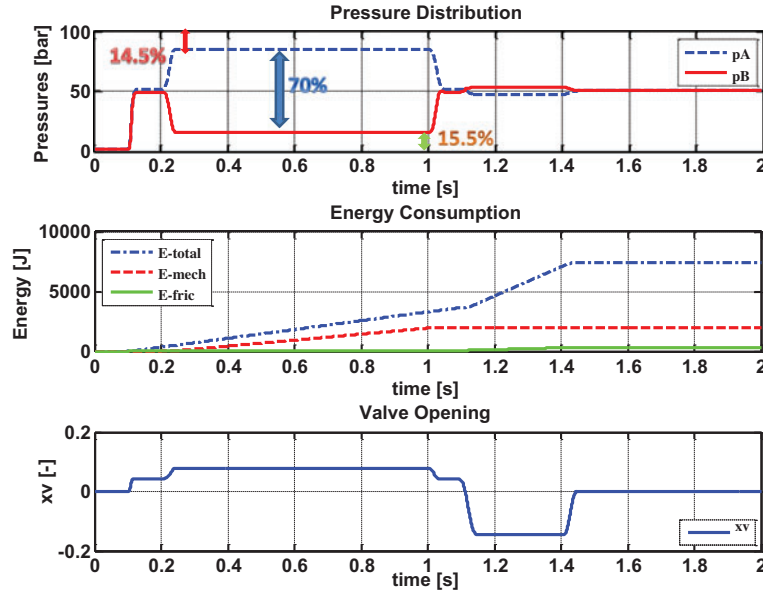 Pressure Distribution
Pressures [bar]
100
50
0
14.5%
70%
15.5%
pA
pB
0 0.2 0.4 0.6 0.8 1 1.2 1.4 1.6 1.8 2
time [s]
Energy Consumption
Energy [J]
10000
5000
0
E-total
E-mech
E-fric
0 0.2 0.4 0.6 0.8 1 1.2 1.4 1.6 1.8 2
time [s]
Valve Opening
xv [-]
0.2
0
-0.2
xv
0 0.2 0.4 0.6 0.8 1 1.2 1.4 1.6 1.8 2
time [s]